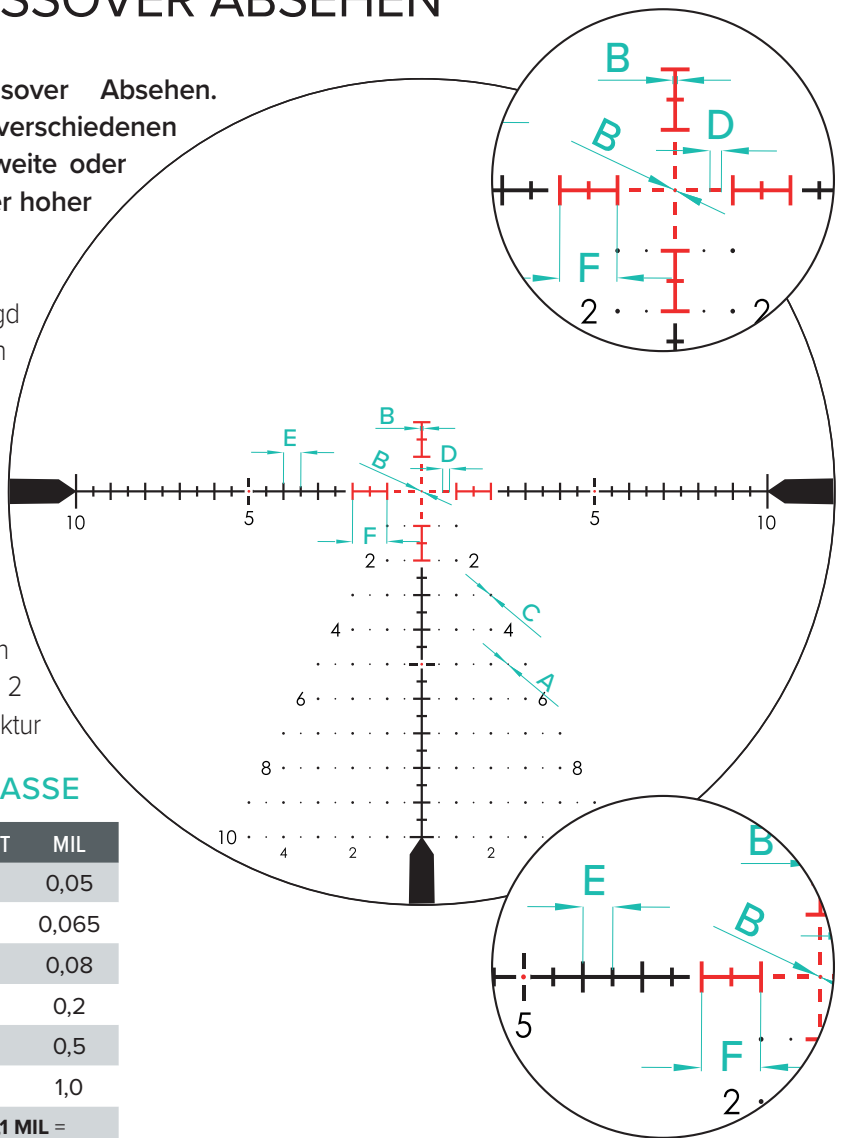 SSOVER ABSEHEN
sover Absehen.
verschiedenen
weite oder
er hoher
gd
2
ktur
ASSE
T MIL
0,05
0,065
0,08
0,2
0,5
1,0
1 MIL =
B
D
B
F
2 2
B
E
D
B
10 5 5 10
F
2 2
C
4 4
A
6 6
8 8
10
4 2 2
B
E
B
5
F
2